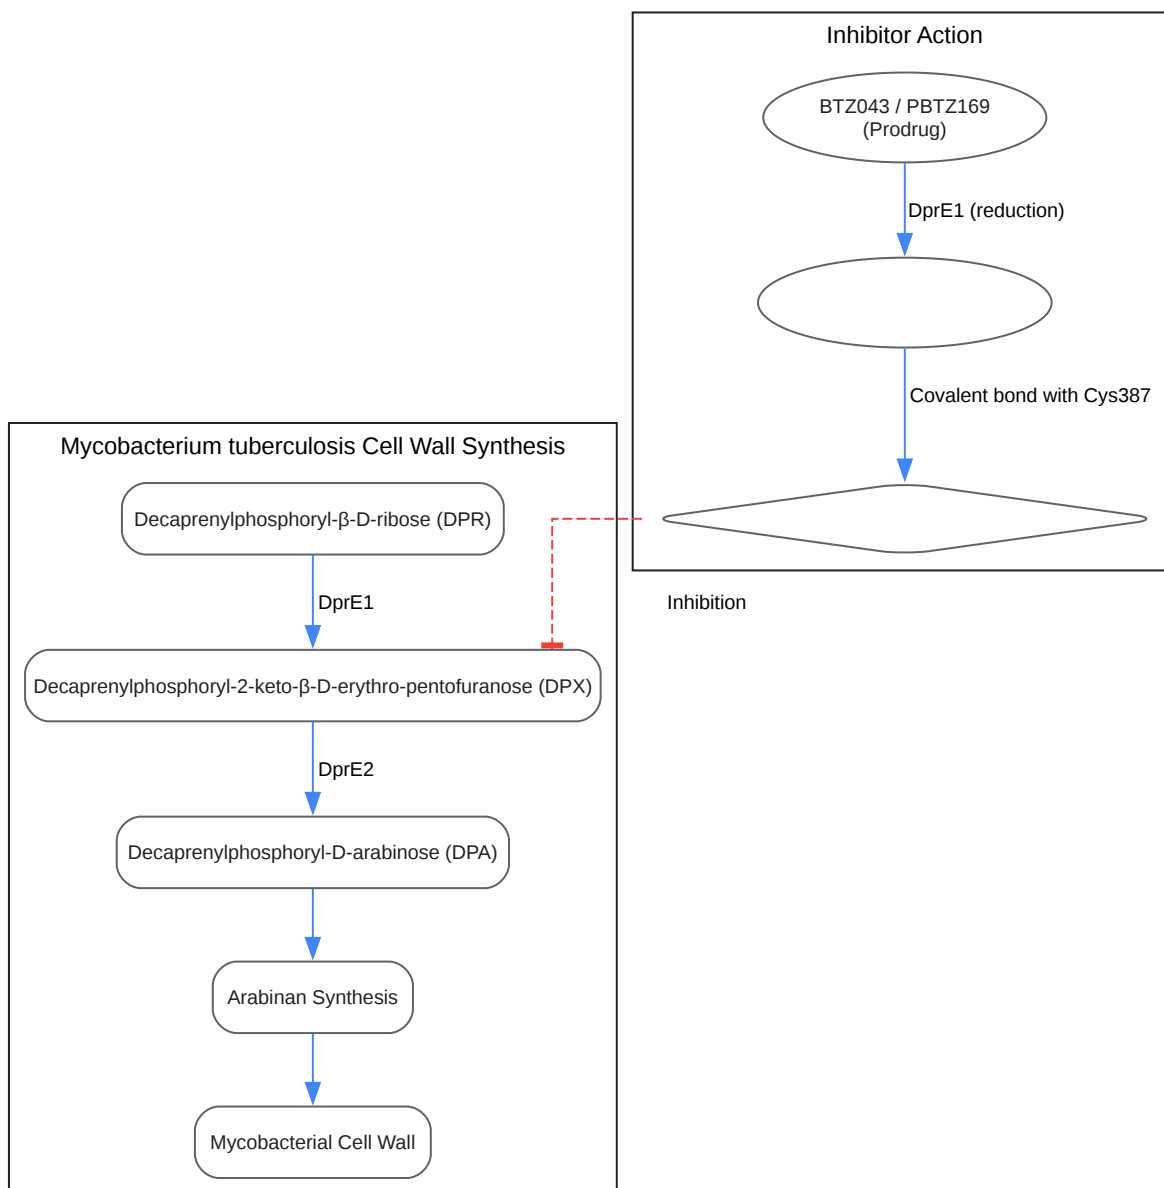 Inhibitor Action
BTZ043 / PBTZ169
(Prodrug)
DprE1 (reduction)
Covalent bond with Cys387
Mycobacterium tuberculosis Cell Wall Synthesis
Decaprenylphosphoryl-β-D-ribose (DPR)
DprE1
Inhibition
Decaprenylphosphoryl-2-keto-β-D-erythro-pentofuranose (DPX)
DprE2
Decaprenylphosphoryl-D-arabinose (DPA)
Arabinan Synthesis
Mycobacterial Cell Wall